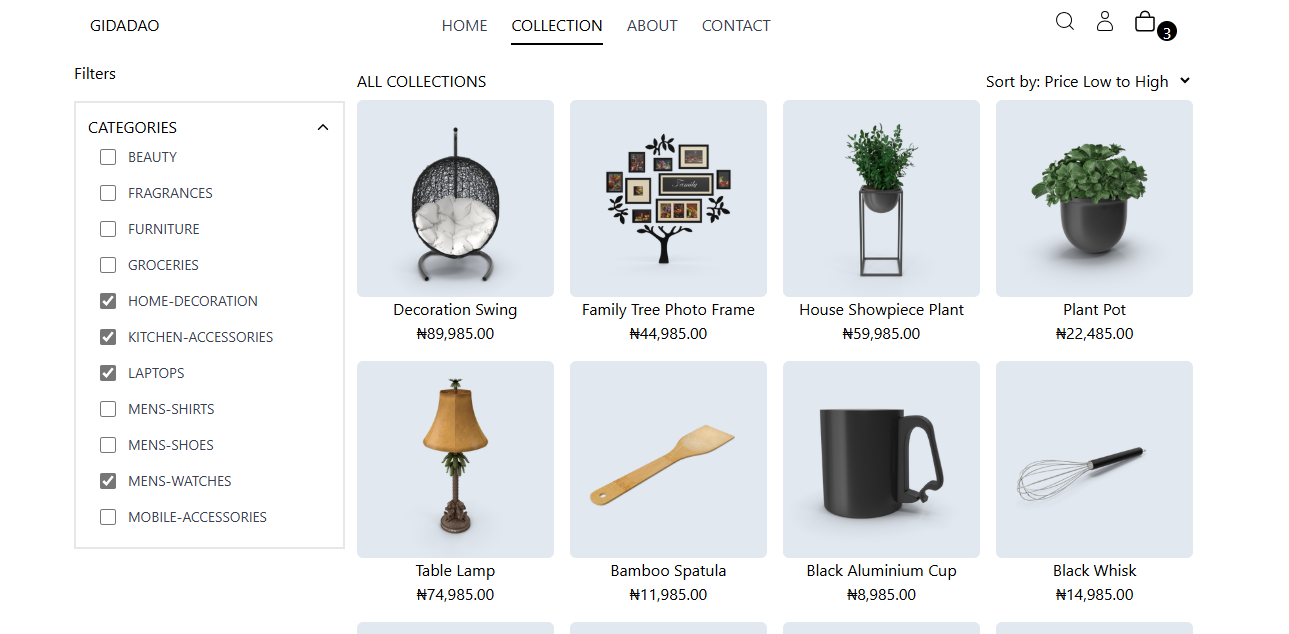 GIDADAO
HOME
COLLECTION
ABOUT
CONTACT
3
Filters
CATEGORIES
BEAUTY
FRAGRANCES
FURNITURE
GROCERIES
HOME-DECORATION
KITCHEN-ACCESSORIES
LAPTOPS
MENS-SHIRTS
MENS-SHOES
MENS-WATCHES
MOBILE-ACCESSORIES
ALL COLLECTIONS
Sort by: Price Low to High
Family
Decoration Swing
₦89,985.00
Family Tree Photo Frame
₦44,985.00
House Showpiece Plant
₦59,985.00
Plant Pot
₦22,485.00
Table Lamp
₦74,985.00
Bamboo Spatula
₦11,985.00
Black Aluminium Cup
₦8,985.00
Black Whisk
₦14,985.00